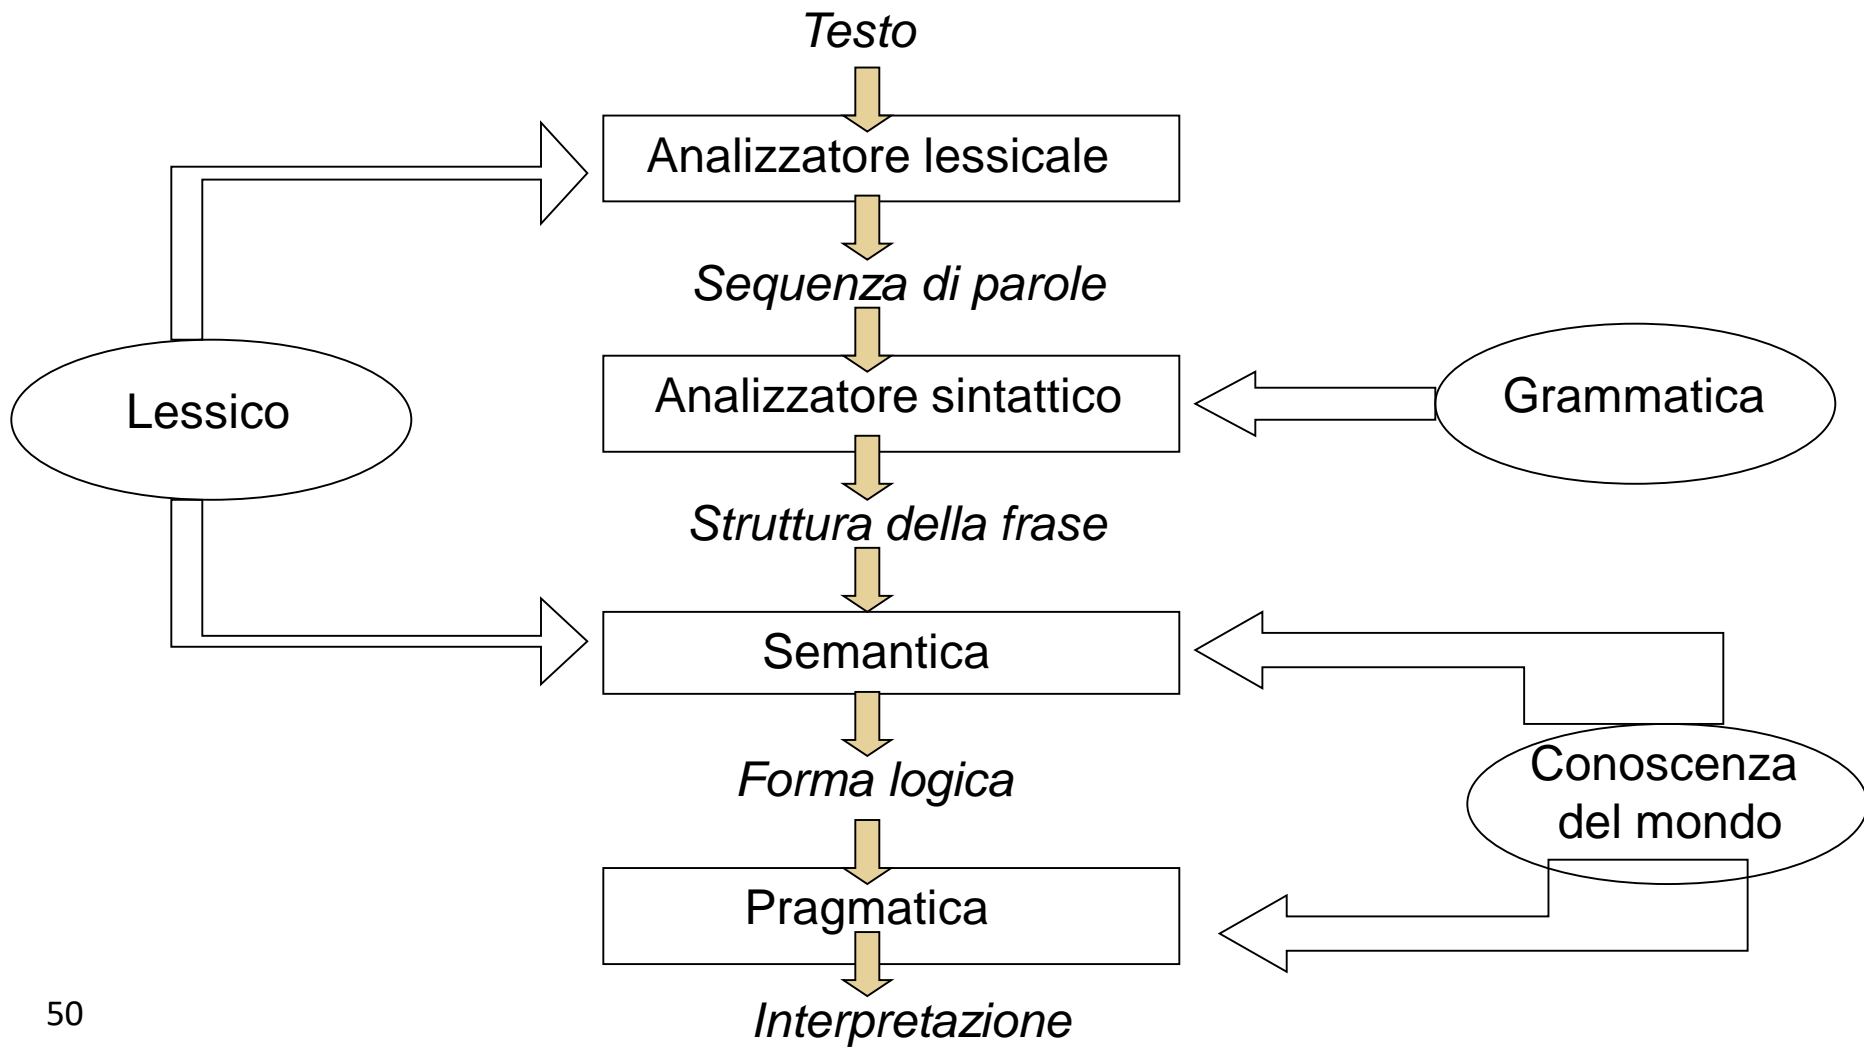 Testo
Analizzatore lessicale
Sequenza di parole
Lessico
Analizzatore sintattico
Grammatica
Struttura della frase
Semantica
Forma logica
Conoscenza
del mondo
Pragmatica
Interpretazione
50